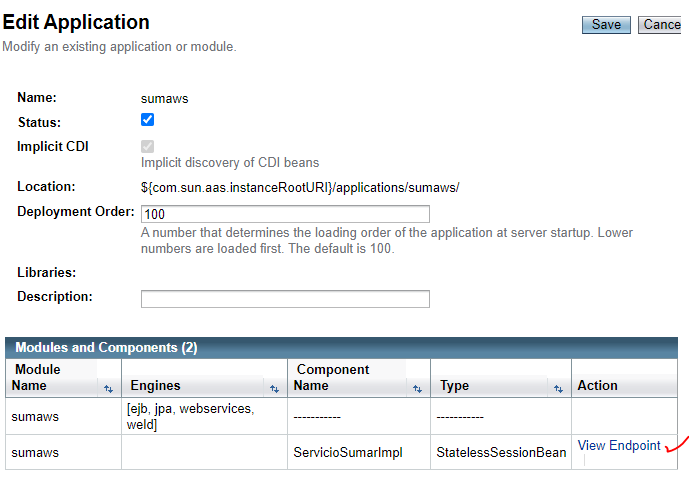 Edit Application
Save
Cance
Modify an existing application or module.
Name: sumaws
Status:
Implicit CDI
Implicit discovery of CDI beans
Location: ${com.sun.aas.instanceRootURI}/applications/sumaws/
Deployment Order: 100
A number that determines the loading order of the application at server startup. Lower
numbers are loaded first. The default is 100.
Libraries:
Description:
Modules and Components (2)
Module Name Engines Component Name Type Action
sumaws [ejb, jpa, webservices, weld] ----------- -----------
sumaws ServicioSumarImpl StatelessSessionBean View Endpoint